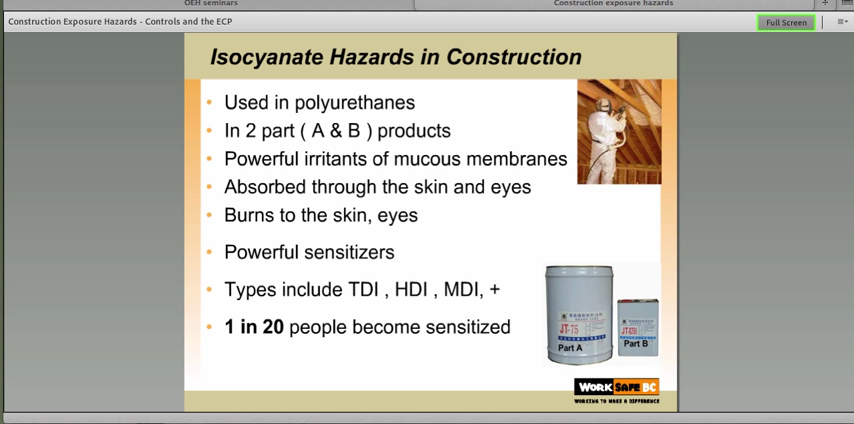 OEH seminars
Construction exposure hazards
Construction Exposure Hazards - Controls and the ECP
Full Screen
Isocyanate Hazards in Construction
• Used in polyurethanes
• In 2 part ( A & B ) products
• Powerful irritants of mucous membranes
• Absorbed through the skin and eyes
• Burns to the skin, eyes
• Powerful sensitizers
• Types include TDI , HDI , MDI, +
• 1 in 20 people become sensitized
JT-75
Part A
Part B
WORK SAFE BC
WORKING TO MAKE A DIFFERENCE